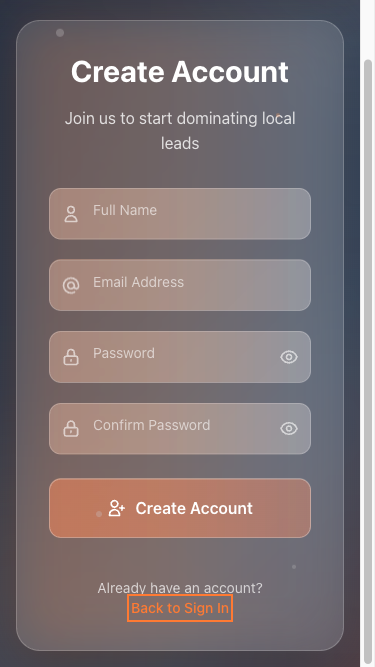 Create Account
Join us to start dominating local
leads
Full Name
Email Address
Password
Confirm Password
Create Account
Already have an account?
Back to Sign In